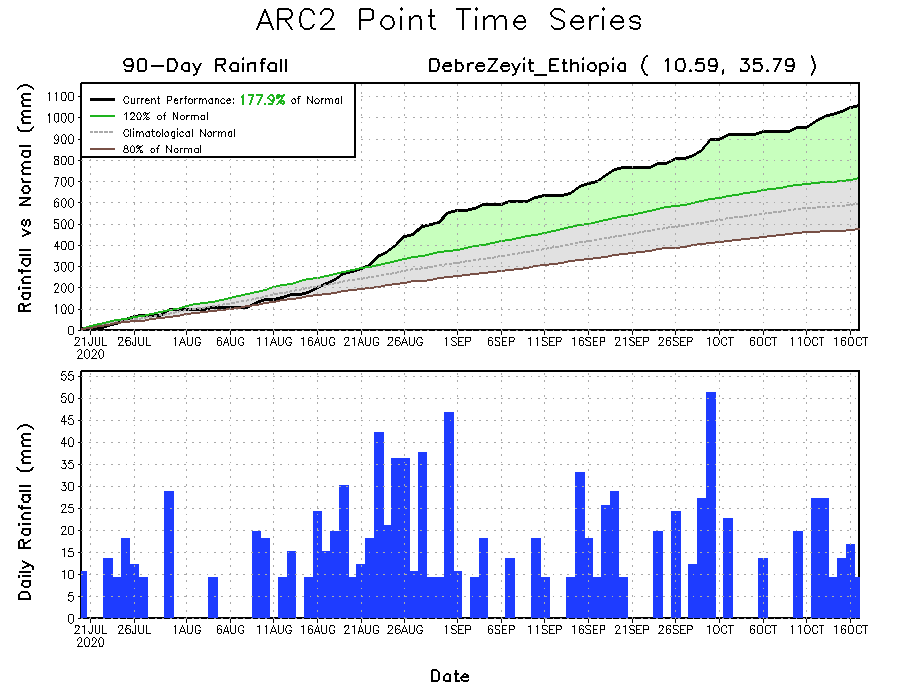 ARC2 Point Time Series
90-Day Rainfall
DebreZeyit_Ethiopia ( 10.59, 35.79 )
Rainfall vs Normal (mm)
1100
1000
900
800
700
600
500
400
300
200
100
0
Current Performance: 177.9% of Normal
120% of Normal
Climatological Normal
80% of Normal
21JUL 26JUL 1AUG 6AUG 11AUG 16AUG 21AUG 26AUG 1SEP 6SEP 11SEP 16SEP 21SEP 26SEP 1OCT 6OCT 11OCT 16OCT
2020
Daily Rainfall (mm)
55
50
45
40
35
30
25
20
15
10
5
0
21JUL 26JUL 1AUG 6AUG 11AUG 16AUG 21AUG 26AUG 1SEP 6SEP 11SEP 16SEP 21SEP 26SEP 1OCT 6OCT 11OCT 16OCT
2020
Date